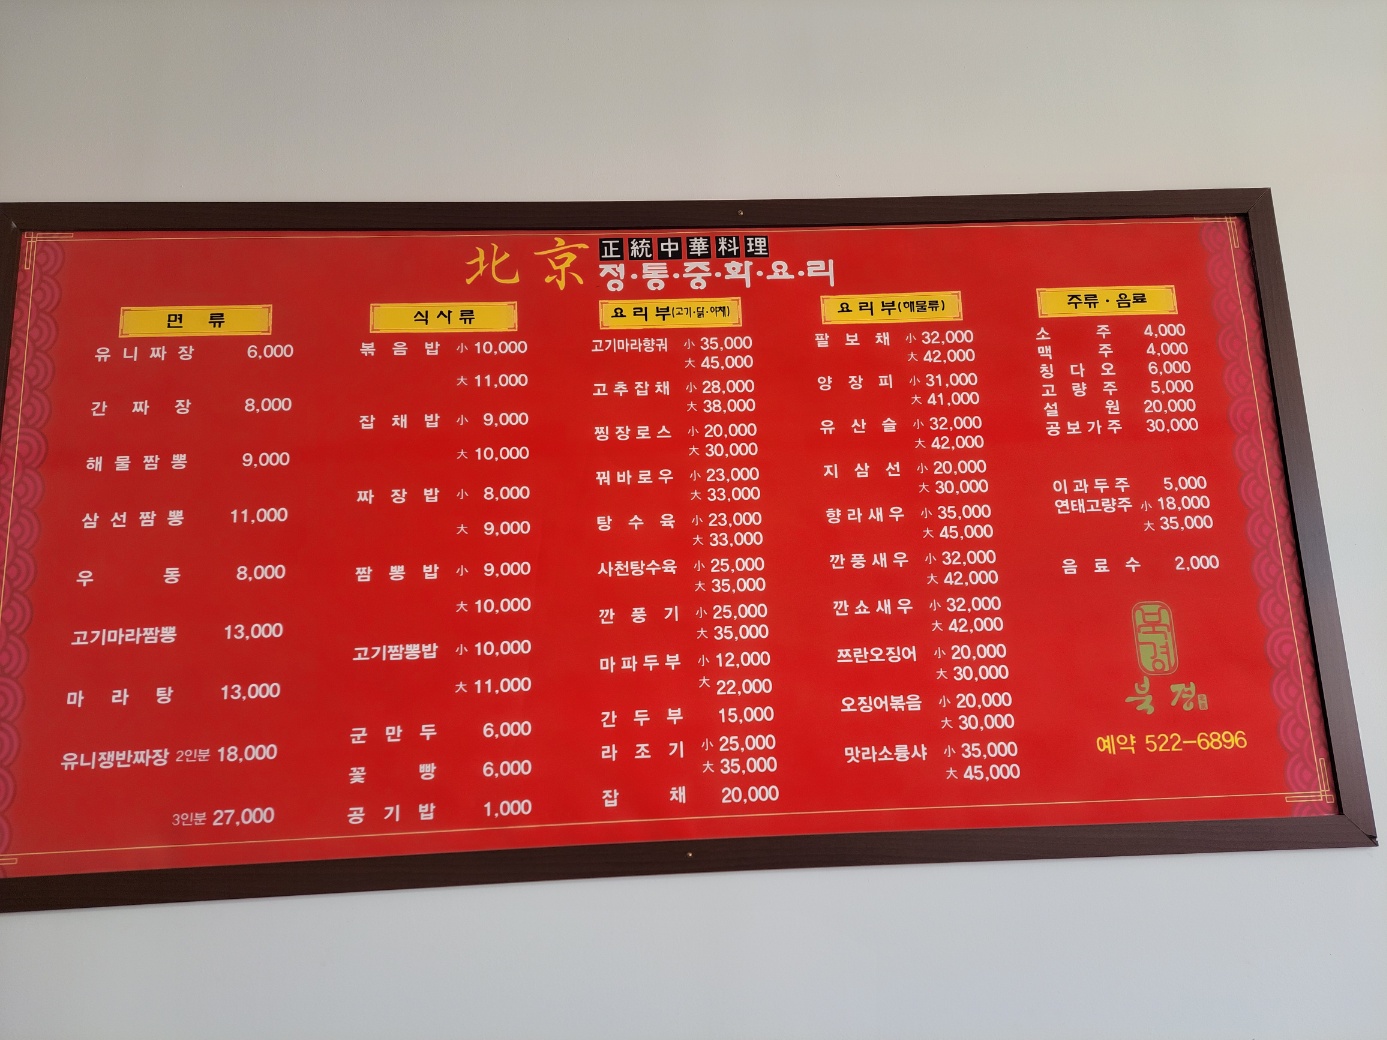 北京 正統中華料理
정·통·중·화·요·리
면 류
유니짜장 6,000
간짜장 8,000
해물짬뽕 9,000
삼선짬뽕 11,000
우동 8,000
고기마라짬뽕 13,000
마라탕 13,000
유니쟁반짜장 2인분 18,000
3인분 27,000
식사류
볶음밥 小 10,000
大 11,000
잡채밥 小 9,000
大 10,000
짜장밥 小 8,000
大 9,000
짬뽕밥 小 9,000
大 10,000
고기짬뽕밥 小 10,000
大 11,000
군만두 6,000
꽃빵 6,000
공기밥 1,000
요리부(고기·닭·야채)
고기마라향궈 小 35,000
大 45,000
고추잡채 小 28,000
大 38,000
찡장로스 小 20,000
大 30,000
꿔바로우 小 23,000
大 33,000
탕수육 小 23,000
大 33,000
사천탕수육 小 25,000
大 35,000
깐풍기 小 25,000
大 35,000
마파두부 小 12,000
大 22,000
간두부 15,000
라조기 小 25,000
大 35,000
잡채 20,000
요리부(해물류)
팔보채 小 32,000
大 42,000
양장피 小 31,000
大 41,000
유산슬 小 32,000
大 42,000
지삼선 小 20,000
大 30,000
향라새우 小 35,000
大 45,000
깐풍새우 小 32,000
大 42,000
깐쇼새우 小 32,000
大 42,000
쯔란오징어 小 20,000
大 30,000
오징어볶음 小 20,000
大 30,000
맛라소룡샤 小 35,000
大 45,000
주류·음료
소주 4,000
맥주 4,000
칭다오 6,000
고량주 5,000
설원 20,000
공보가주 30,000
이과두주 5,000
연태고량주 小 18,000
大 35,000
음료수 2,000
북경
북경
예약 522-6896